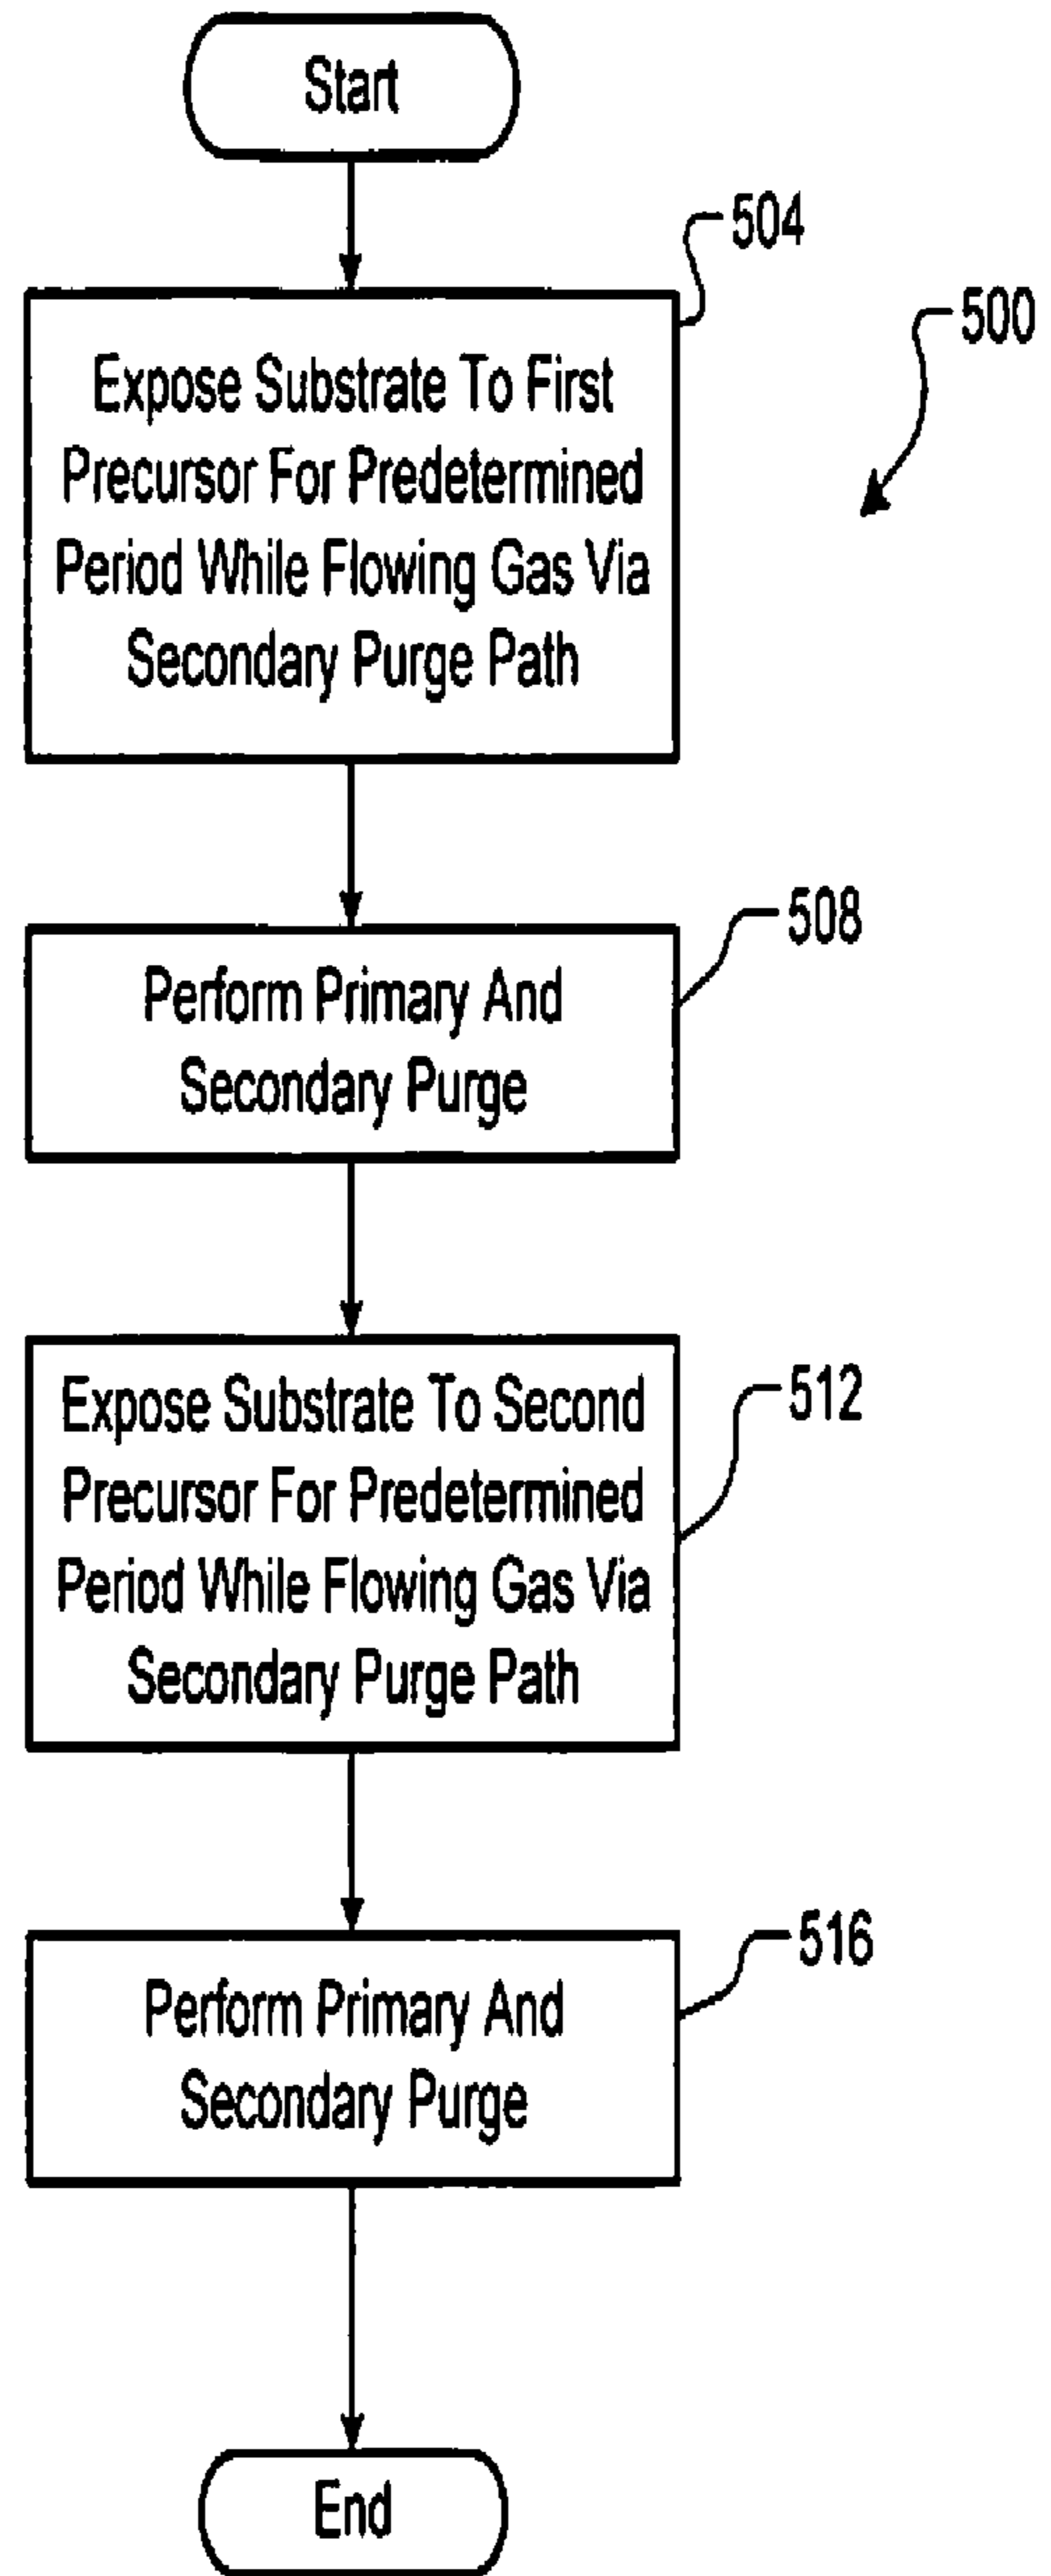 Start
504
500
Expose Substrate To First
Precursor For Predetermined
Period While Flowing Gas Via
Secondary Purge Path
508
Perform Primary And
Secondary Purge
512
Expose Substrate To Second
Precursor For Predetermined
Period While Flowing Gas Via
Secondary Purge Path
516
Perform Primary And
Secondary Purge
End